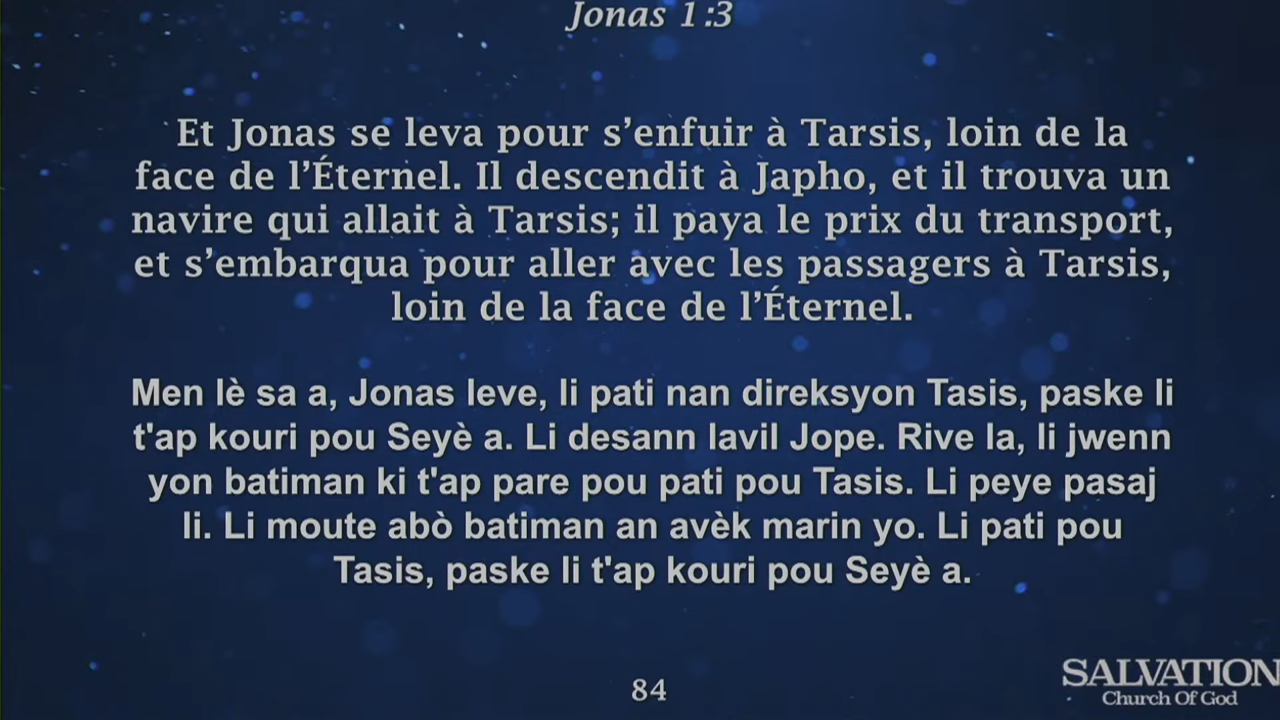 Jonas 1:3
Et Jonas se leva pour s’enfuir à Tarsis, loin de la
face de l’Éternel. Il descendit à Japho, et il trouva un
navire qui allait à Tarsis; il paya le prix du transport,
et s’embarqua pour aller avec les passagers à Tarsis,
loin de la face de l’Éternel.
Men lè sa a, Jonas leve, li pati nan direksyon Tasis, paske li
t'ap kouri pou Seyè a. Li desann lavil Jope. Rive la, li jwenn
yon batiman ki t'ap pare pou pati pou Tasis. Li peye pasaj
li. Li moute abò batiman an avèk marin yo. Li pati pou
Tasis, paske li t'ap kouri pou Seyè a.
84
SALVATION
Church Of God